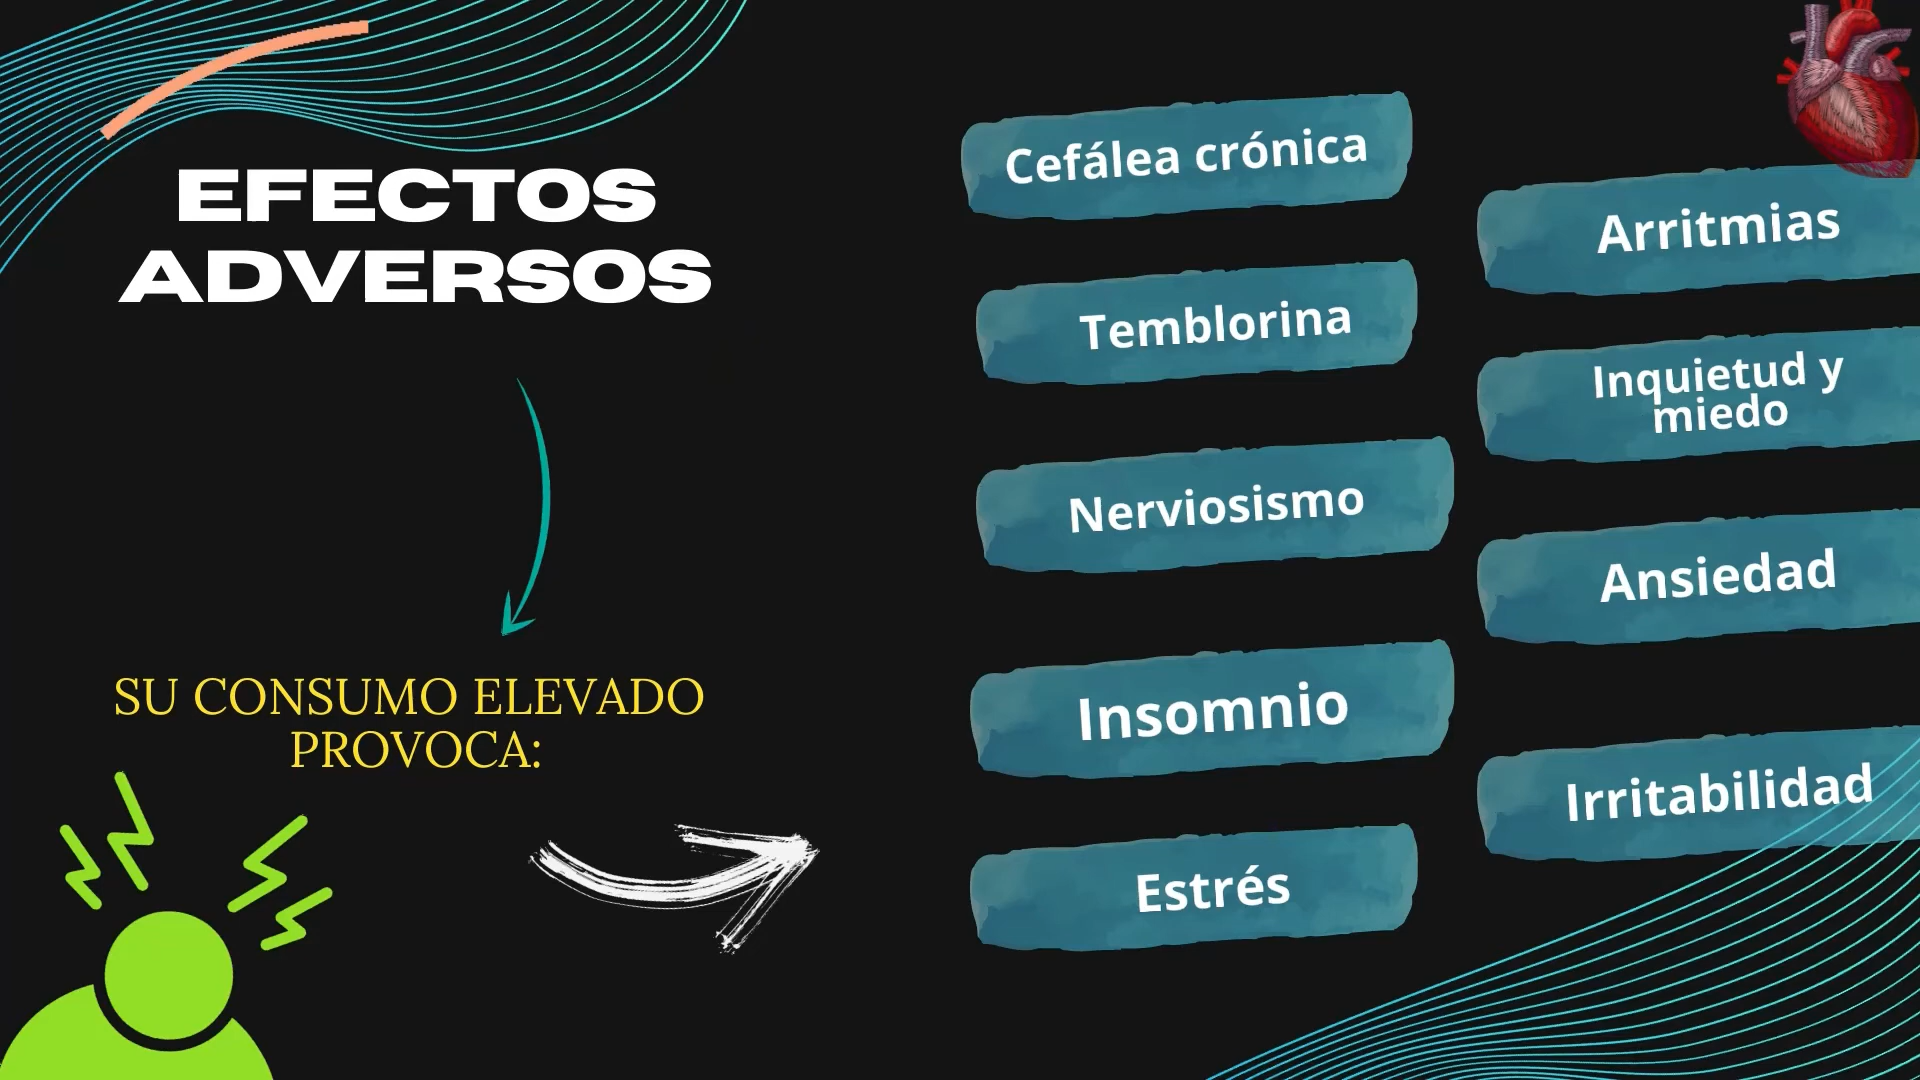 EFECTOS
ADVERSOS
SU CONSUMO ELEVADO
PROVOCA:
Cefálea crónica
Temblorina
Nerviosismo
Insomnio
Estrés
Arritmias
Inquietud y
miedo
Ansiedad
Irritabilidad